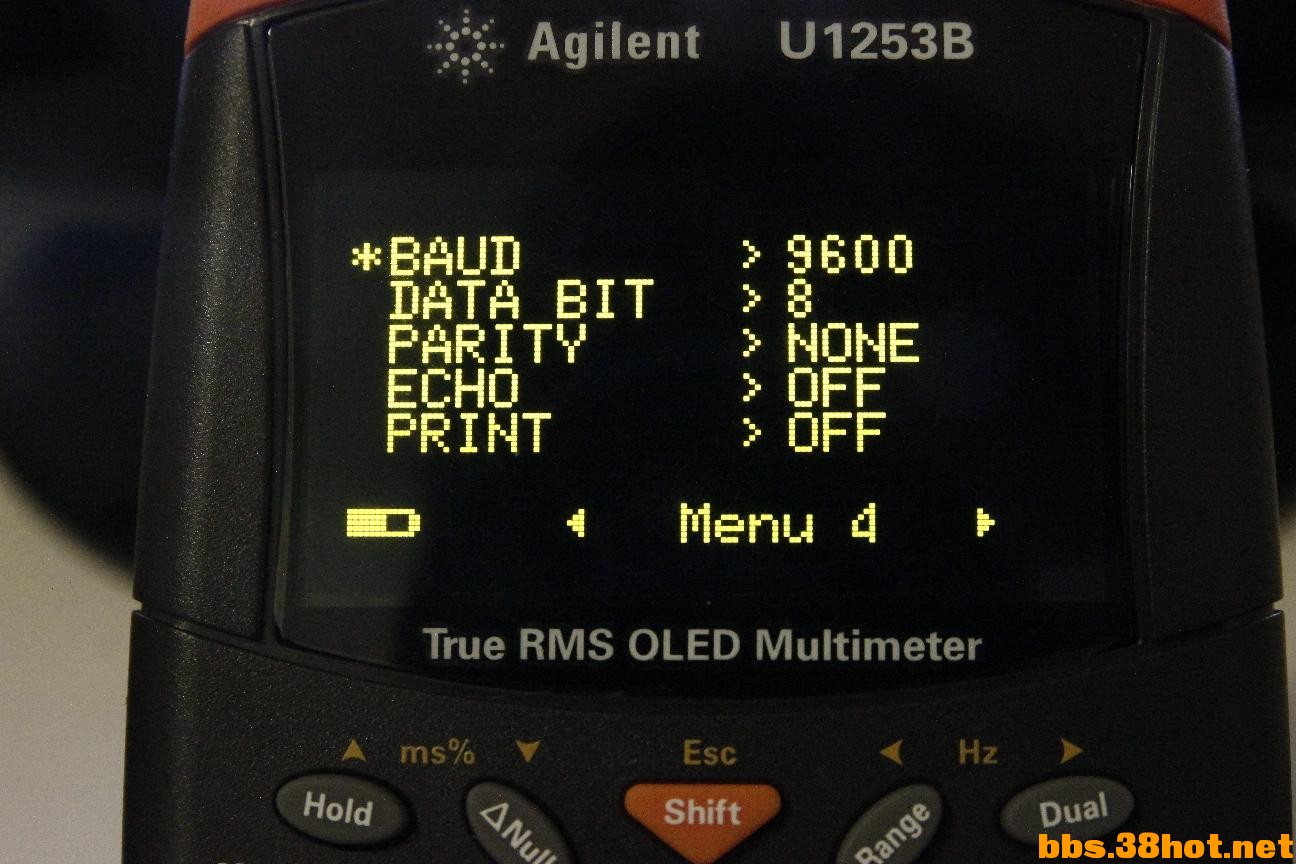 Agilent U1253B
*BAUD > 9600
DATA BIT > 8
PARITY > NONE
ECHO > OFF
PRINT > OFF
Menu 4
True RMS OLED Multimeter
ms% Esc Hz
Hold ΔNull Shift Range Dual
bbs.38hot.net